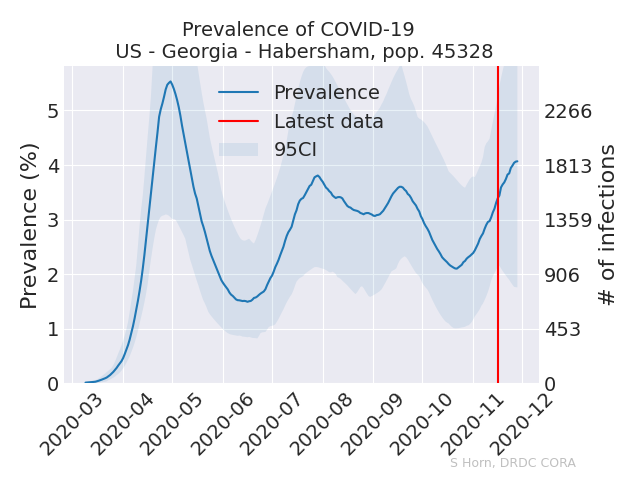 Prevalence of COVID-19
US - Georgia - Habersham, pop. 45328
Prevalence
Latest data
95CI
Prevalence (%)
5
4
3
2
1
0
2266
1813
1359
906
453
0
# of infections
2020-03
2020-04
2020-05
2020-06
2020-07
2020-08
2020-09
2020-10
2020-11
2020-12
S Horn, DRDC CORA